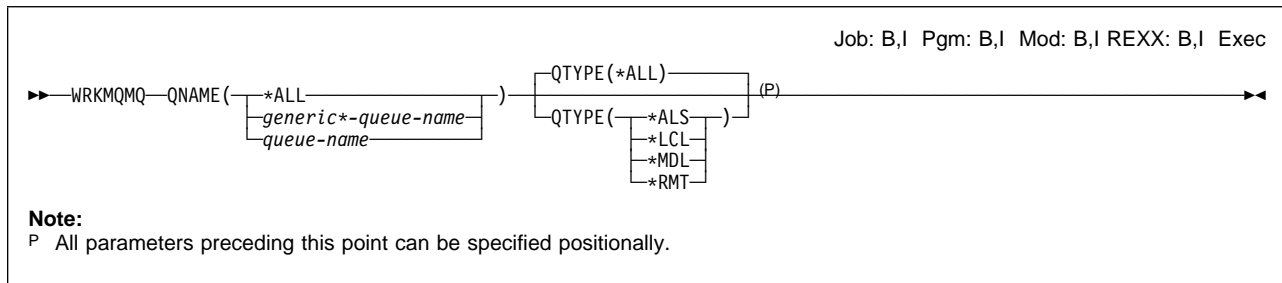 Job: B,I Pgm: B,I Mod: B,I REXX: B,I Exec
QTYPE(*ALL)
WRKMQMQ QNAME( *ALL ) (P)
generic*-queue-name QTYPE( *ALS )
queue-name *LCL
*MDL
*RMT
Note:
P All parameters preceding this point can be specified positionally.